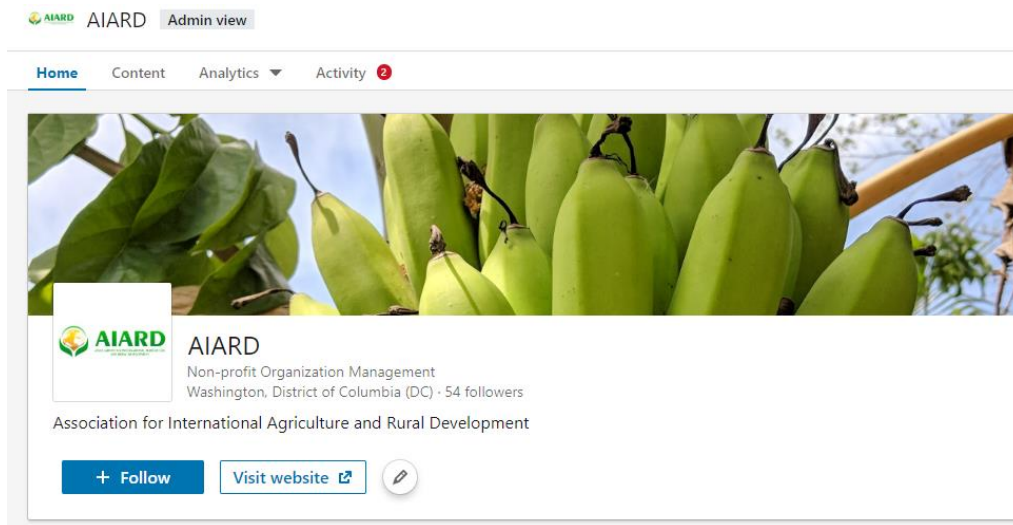 AIARD AIARD Admin view
Home Content Analytics Activity 2
AIARD
AIARD
Non-profit Organization Management
Washington, District of Columbia (DC) · 54 followers
Association for International Agriculture and Rural Development
+ Follow Visit website